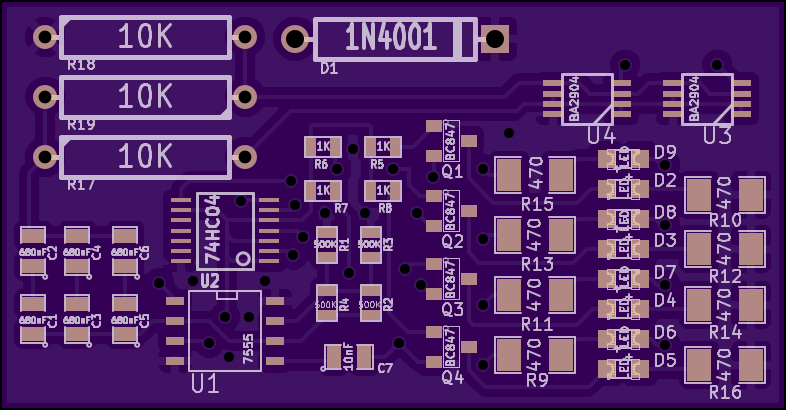 10K
R18
1N4001
D1
10K
R19
BA2904
U4
BA2904
U3
10K
R17
1K
R6
1K
R5
BC847
Q1
1K
R7
1K
R8
470
R15
LED
D9
LED+
D2
470
R10
74HC04
U2
500K
R1
500K
R3
BC847
Q2
470
R13
LED
D8
LED+
D3
470
R12
680nF
C2
680nF
C4
680nF
C6
680nF
C1
680nF
C3
680nF
C5
500K
R4
500K
R2
BC847
Q3
470
R11
LED
D7
LED+
D4
470
R14
7555
U1
10nF
C7
BC847
Q4
470
R9
LED
D6
LED+
D5
470
R16